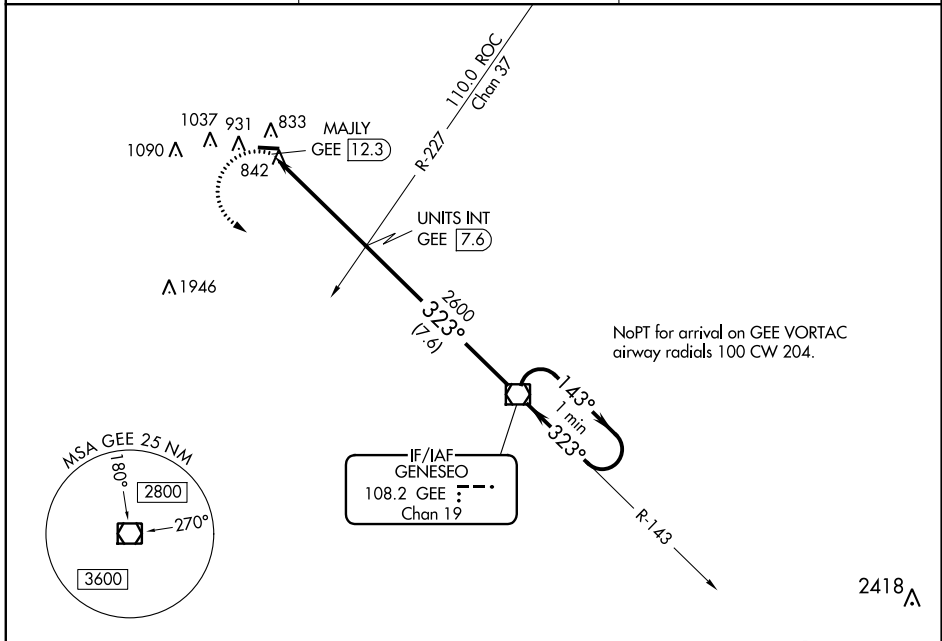 110.0 ROC
Chan 37
R-227
1037
931
833
1090
842
MAJLY
GEE 12.3
UNITS INT
GEE 7.6
1946
2600
323°
(7.6)
NoPT for arrival on GEE VORTAC
airway radials 100 CW 204.
143°
1 min
323°
IF/IAF
GENESEO
108.2 GEE
Chan 19
R-143
MSA GEE 25 NM
180°
2800
270°
3600
2418